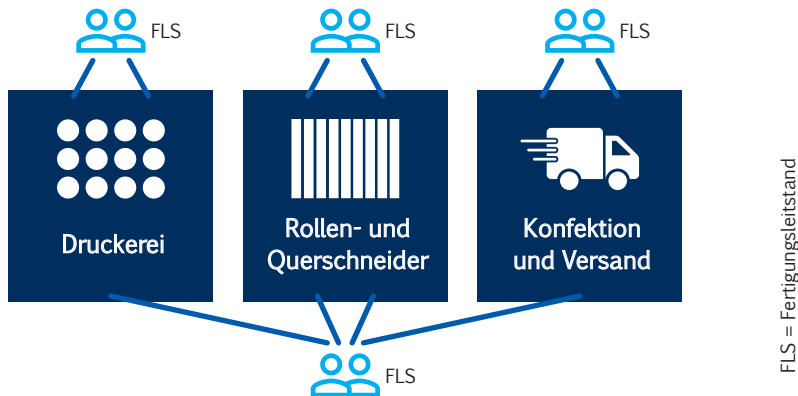 FLS
FLS
FLS
Druckerei
Rollen- und
Querschneider
Konfektion
und Versand
FLS
FLS = Fertigungsleitstand